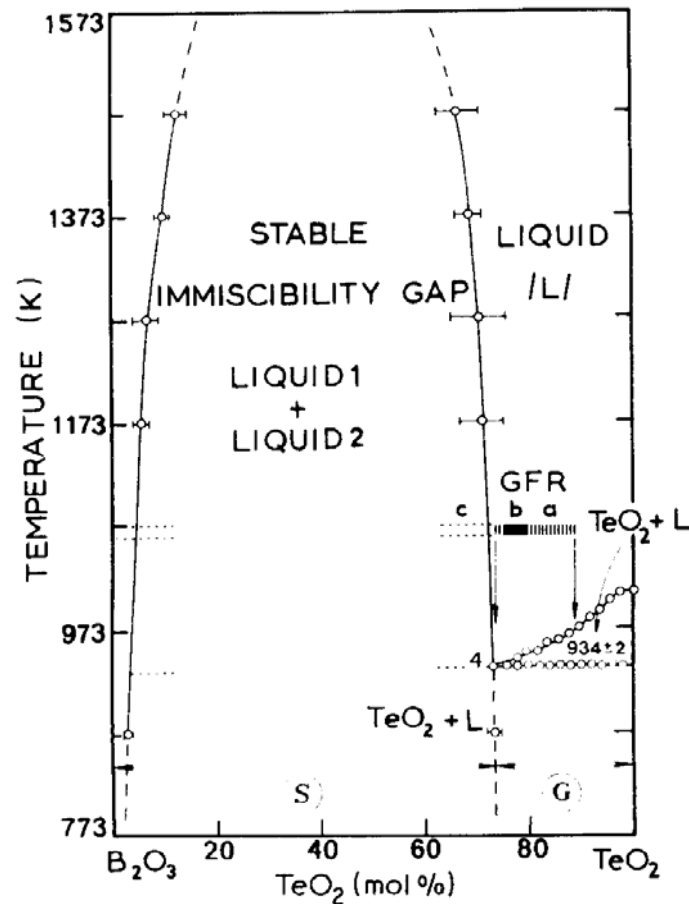 1573
1373
1173
973
773
TEMPERATURE (K)
STABLE
IMMISCIBILITY GAP
LIQUID
/L/
LIQUID 1
+
LIQUID 2
GFR
c b a
TeO₂+L
934±2
4
TeO₂+L
S
G
B₂O₃ 20 40 60 80 TeO₂
TeO₂ (mol %)